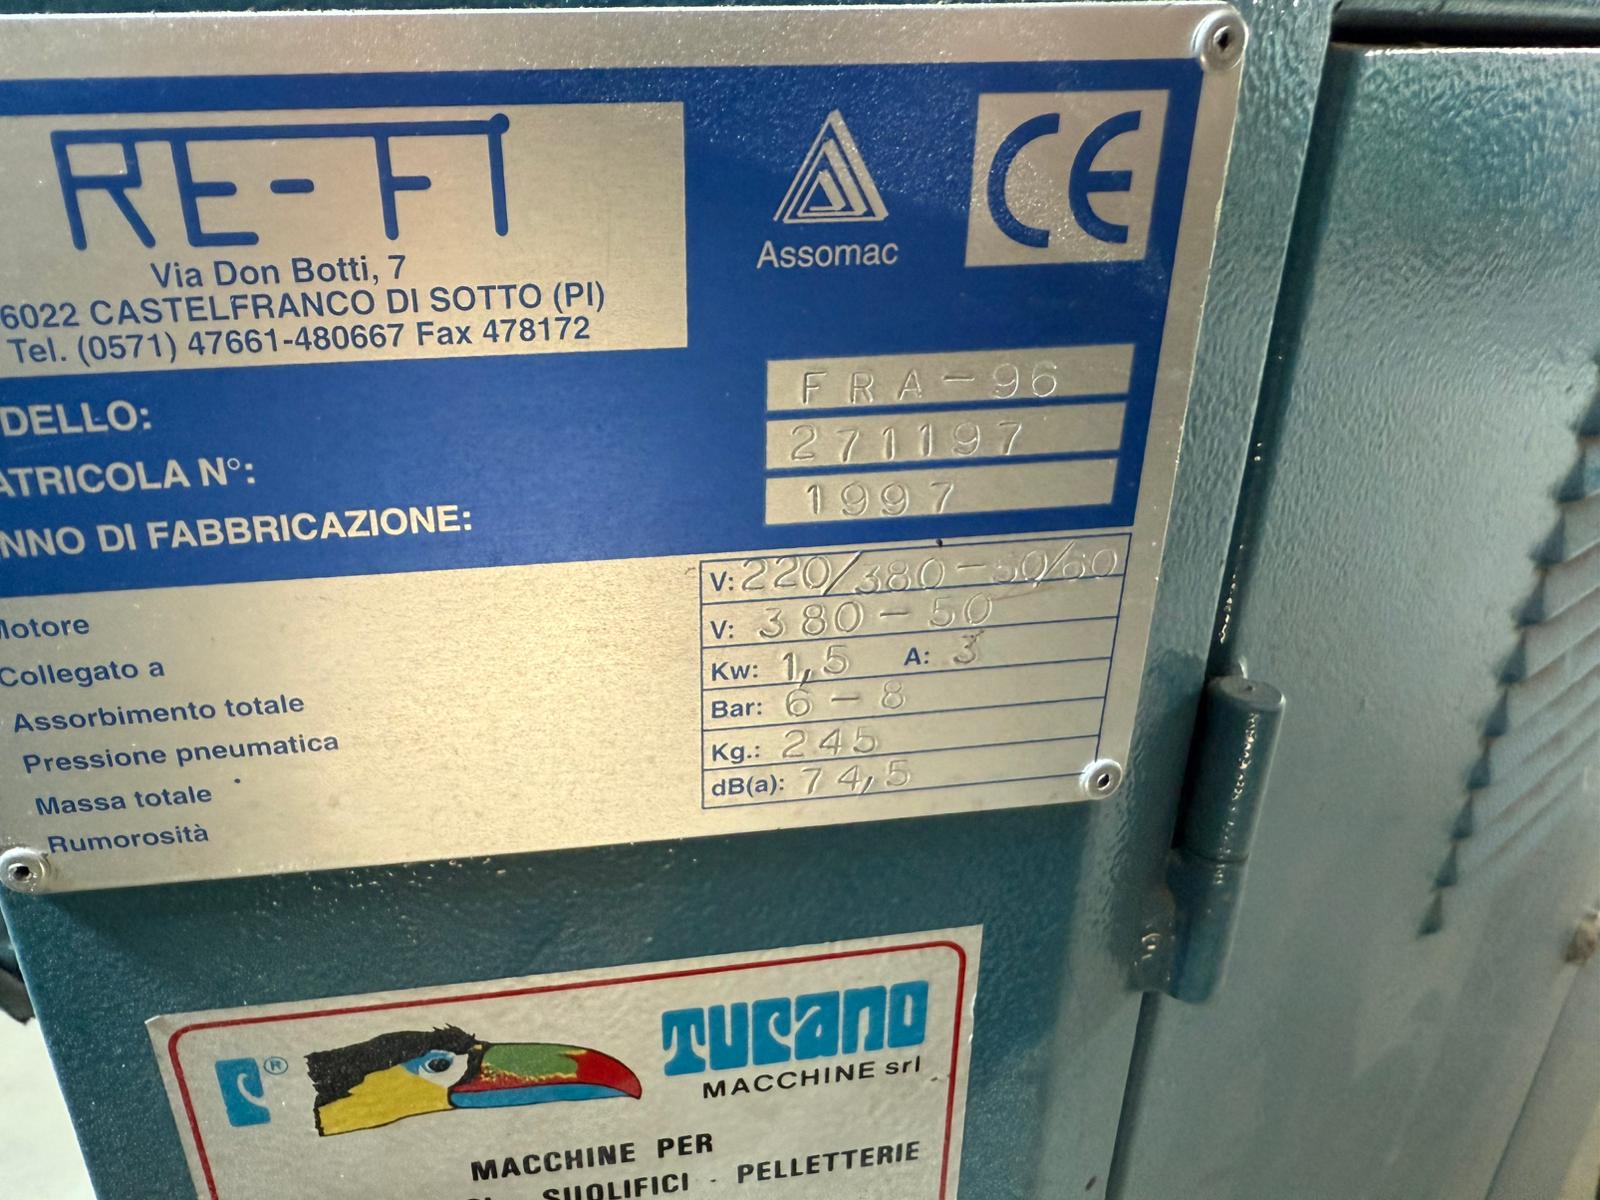 RE-FI
Via Don Botti, 7
6022 CASTELFRANCO DI SOTTO (PI)
Tel. (0571) 47661-480667 Fax 478172
Assomac
CE
DELLO: FRA-96
ATRICOLA N°: 271197
NNO DI FABBRICAZIONE: 1997
Motore V: 220/380-50/60
Collegato a V: 380-50
Assorbimento totale Kw: 1,5 A: 3
Pressione pneumatica Bar: 6-8
Massa totale Kg.: 245
Rumorosità dB(a): 74,5
®
TUCANO
MACCHINE srl
MACCHINE PER
SUOLIFICI - PELLETTERIE